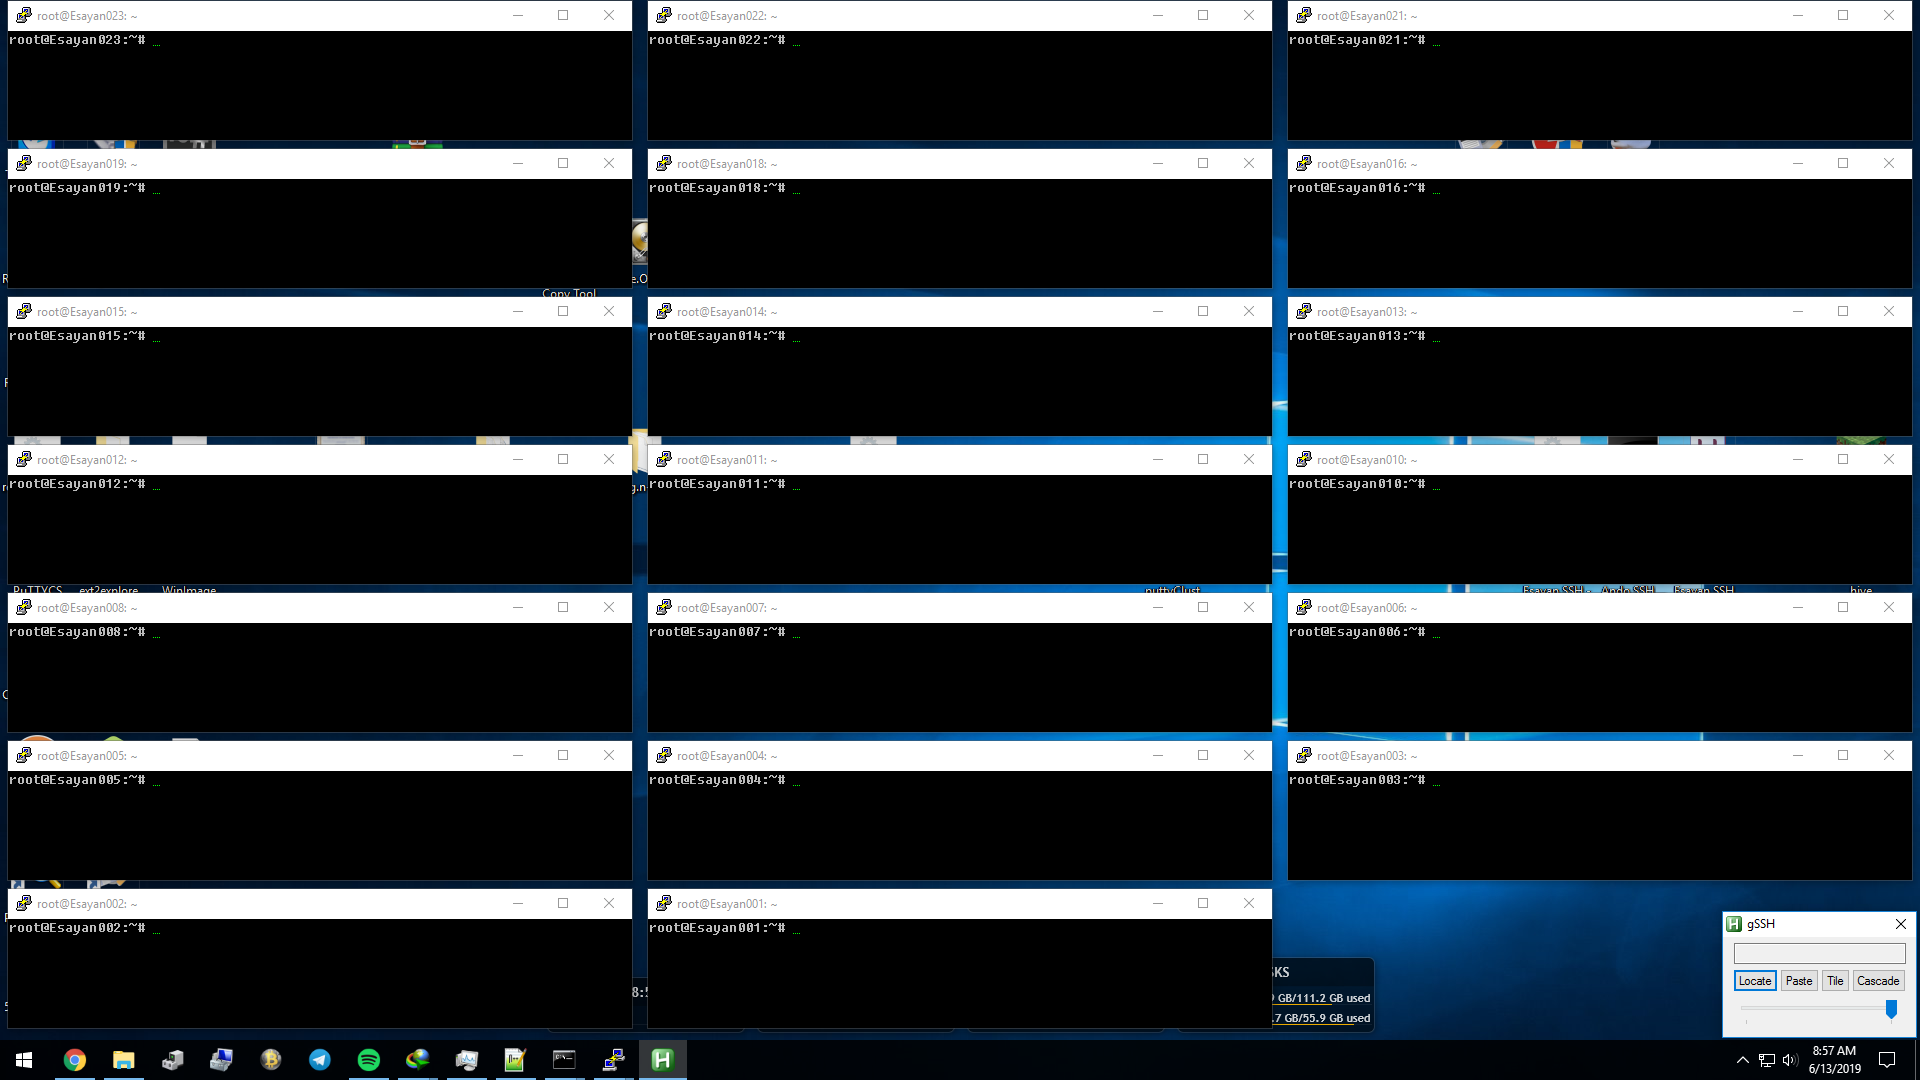 root@Esayan023: ~
root@Esayan023:~# _
root@Esayan022: ~
root@Esayan022:~# _
root@Esayan021: ~
root@Esayan021:~# _
root@Esayan019: ~
root@Esayan019:~# _
root@Esayan018: ~
root@Esayan018:~# _
root@Esayan016: ~
root@Esayan016:~# _
Copy Tool
root@Esayan015: ~
root@Esayan015:~# _
root@Esayan014: ~
root@Esayan014:~# _
root@Esayan013: ~
root@Esayan013:~# _
root@Esayan012: ~
root@Esayan012:~# _
root@Esayan011: ~
root@Esayan011:~# _
root@Esayan010: ~
root@Esayan010:~# _
PuTTYCS ext2explore WinImage puttyClust Esayan SSH - Ando SSH Esayan SSH hive
root@Esayan008: ~
root@Esayan008:~# _
root@Esayan007: ~
root@Esayan007:~# _
root@Esayan006: ~
root@Esayan006:~# _
root@Esayan005: ~
root@Esayan005:~# _
root@Esayan004: ~
root@Esayan004:~# _
root@Esayan003: ~
root@Esayan003:~# _
root@Esayan002: ~
root@Esayan002:~# _
root@Esayan001: ~
root@Esayan001:~# _
GB/111.2 GB used
.7 GB/55.9 GB used
gSSH
Locate Paste Tile Cascade
8:57 AM
6/13/2019